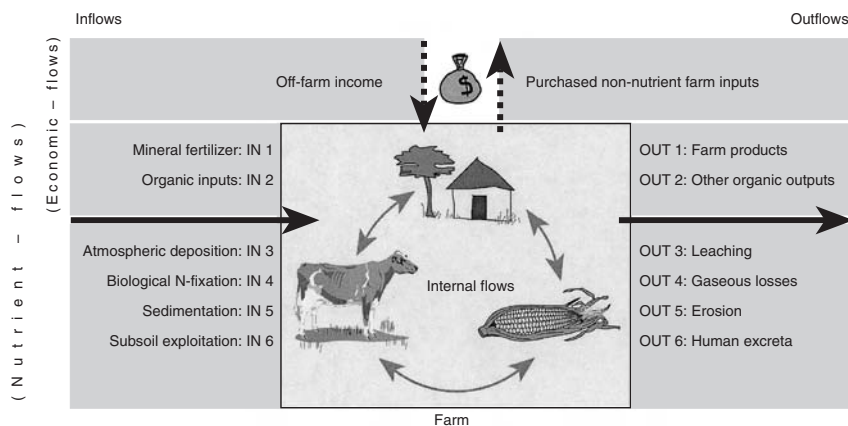 Inflows
Outflows
(Nutrient – flows)
(Economic – flows)
Off-farm income
$
Purchased non-nutrient farm inputs
Mineral fertilizer: IN 1
Organic inputs: IN 2
OUT 1: Farm products
OUT 2: Other organic outputs
Atmospheric deposition: IN 3
Biological N-fixation: IN 4
Sedimentation: IN 5
Subsoil exploitation: IN 6
Internal flows
OUT 3: Leaching
OUT 4: Gaseous losses
OUT 5: Erosion
OUT 6: Human excreta
Farm